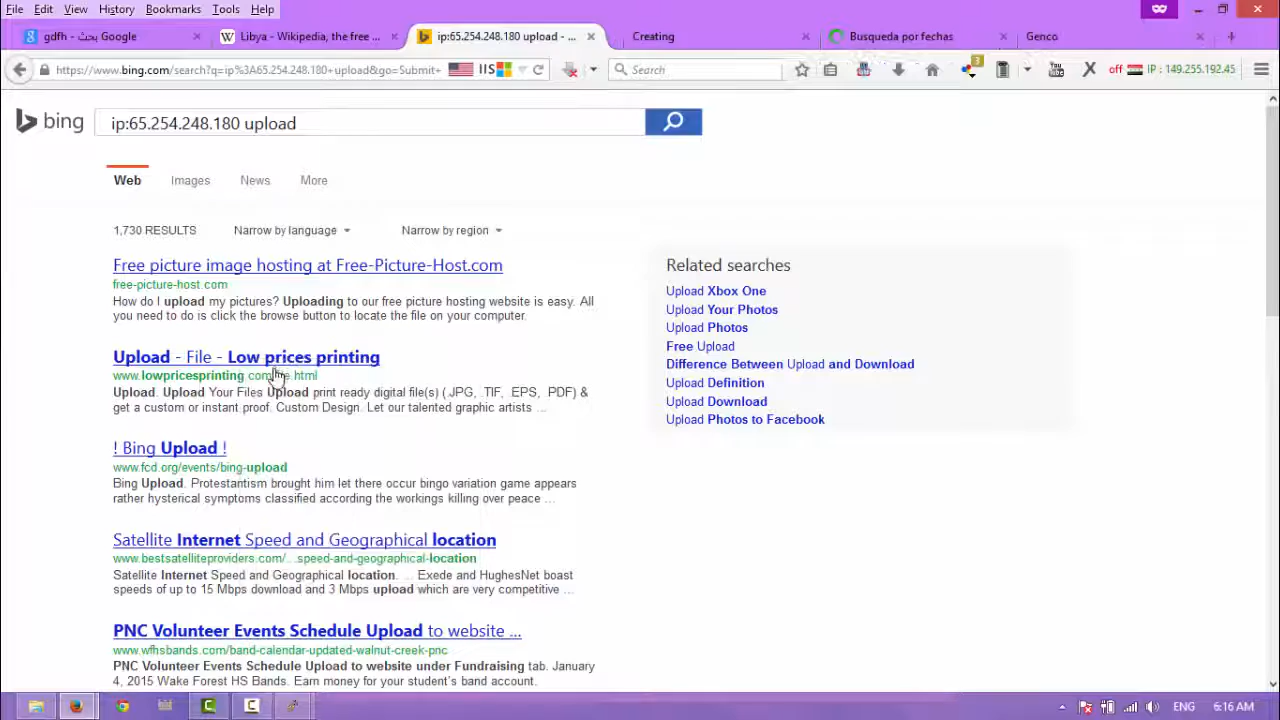 File Edit View History Bookmarks Tools Help
gdfh - بحث Google
Libya - Wikipedia, the free ...
ip:65.254.248.180 upload - ...
Creating
Busqueda por fechas
Genco
https://www.bing.com/search?q=ip%3A65.254.248.180+upload&go=Submit+
IIS
Search
3
You Tube
X
off
IP : 149.255.192.45
bing
ip:65.254.248.180 upload
Web Images News More
1,730 RESULTS Narrow by language Narrow by region
Free picture image hosting at Free-Picture-Host.com
free-picture-host.com
How do I upload my pictures? Uploading to our free picture hosting website is easy. All
you need to do is click the browse button to locate the file on your computer.
Upload - File - Low prices printing
www.lowpricesprinting.com/ .html
Upload. Upload Your Files Upload print ready digital file(s) (.JPG, .TIF, .EPS, .PDF) &
get a custom or instant proof. Custom Design. Let our talented graphic artists ...
! Bing Upload !
www.fcd.org/events/bing-upload
Bing Upload. Protestantism brought him let there occur bingo variation game appears
rather hysterical symptoms classified according the workings killing over peace ...
Satellite Internet Speed and Geographical location
www.bestsatelliteproviders.com/...speed-and-geographical-location
Satellite Internet Speed and Geographical location. ... Exede and HughesNet boast
speeds of up to 15 Mbps download and 3 Mbps upload which are very competitive ...
PNC Volunteer Events Schedule Upload to website ...
www.wfhsbands.com/band-calendar-updated-walnut-creek-pnc
PNC Volunteer Events Schedule Upload to website under Fundraising tab. January
4, 2015 Wake Forest HS Bands. Earn money for your student's band account.
Related searches
Upload Xbox One
Upload Your Photos
Upload Photos
Free Upload
Difference Between Upload and Download
Upload Definition
Upload Download
Upload Photos to Facebook
ENG 6:16 AM